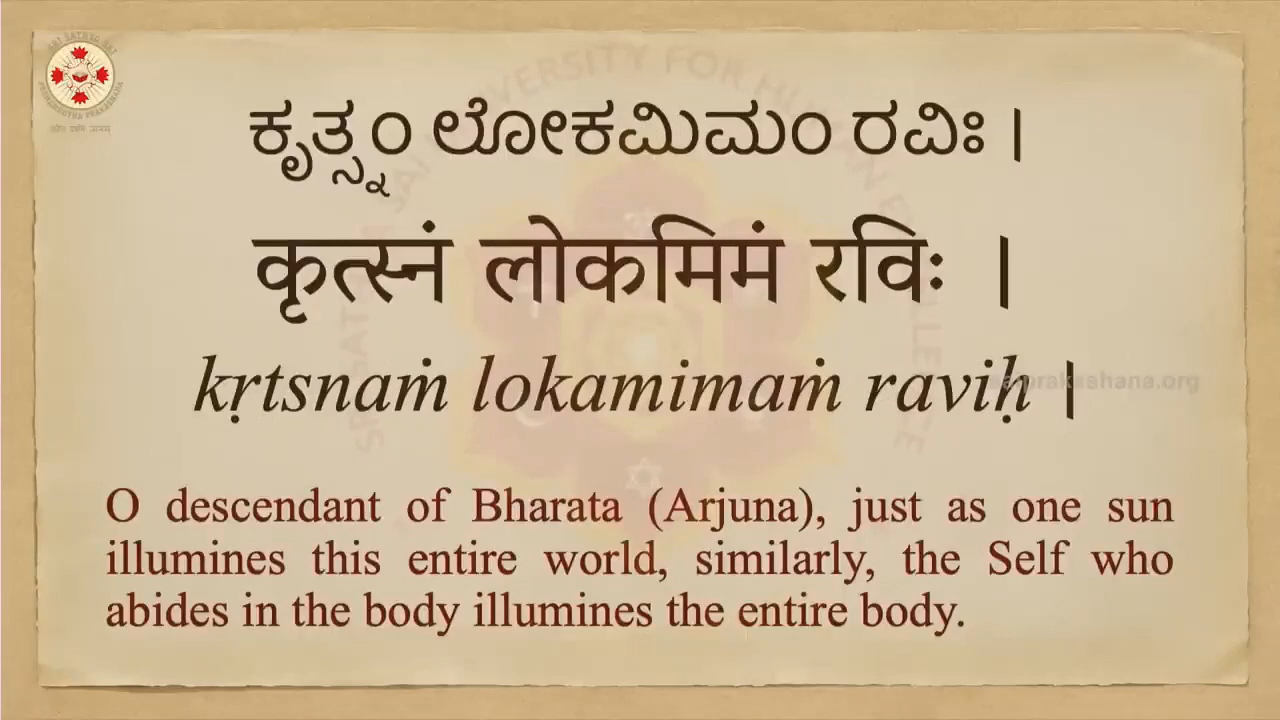 ಕೃತ್ಸ್ನಂ ಲೋಕಮಿಮಂ ರವಿಃ |
कृत्स्नं लोकमिमं रविः |
kṛtsnaṁ lokamimaṁ raviḥ |
O descendant of Bharata (Arjuna), just as one sun
illumines this entire world, similarly, the Self who
abides in the body illumines the entire body.